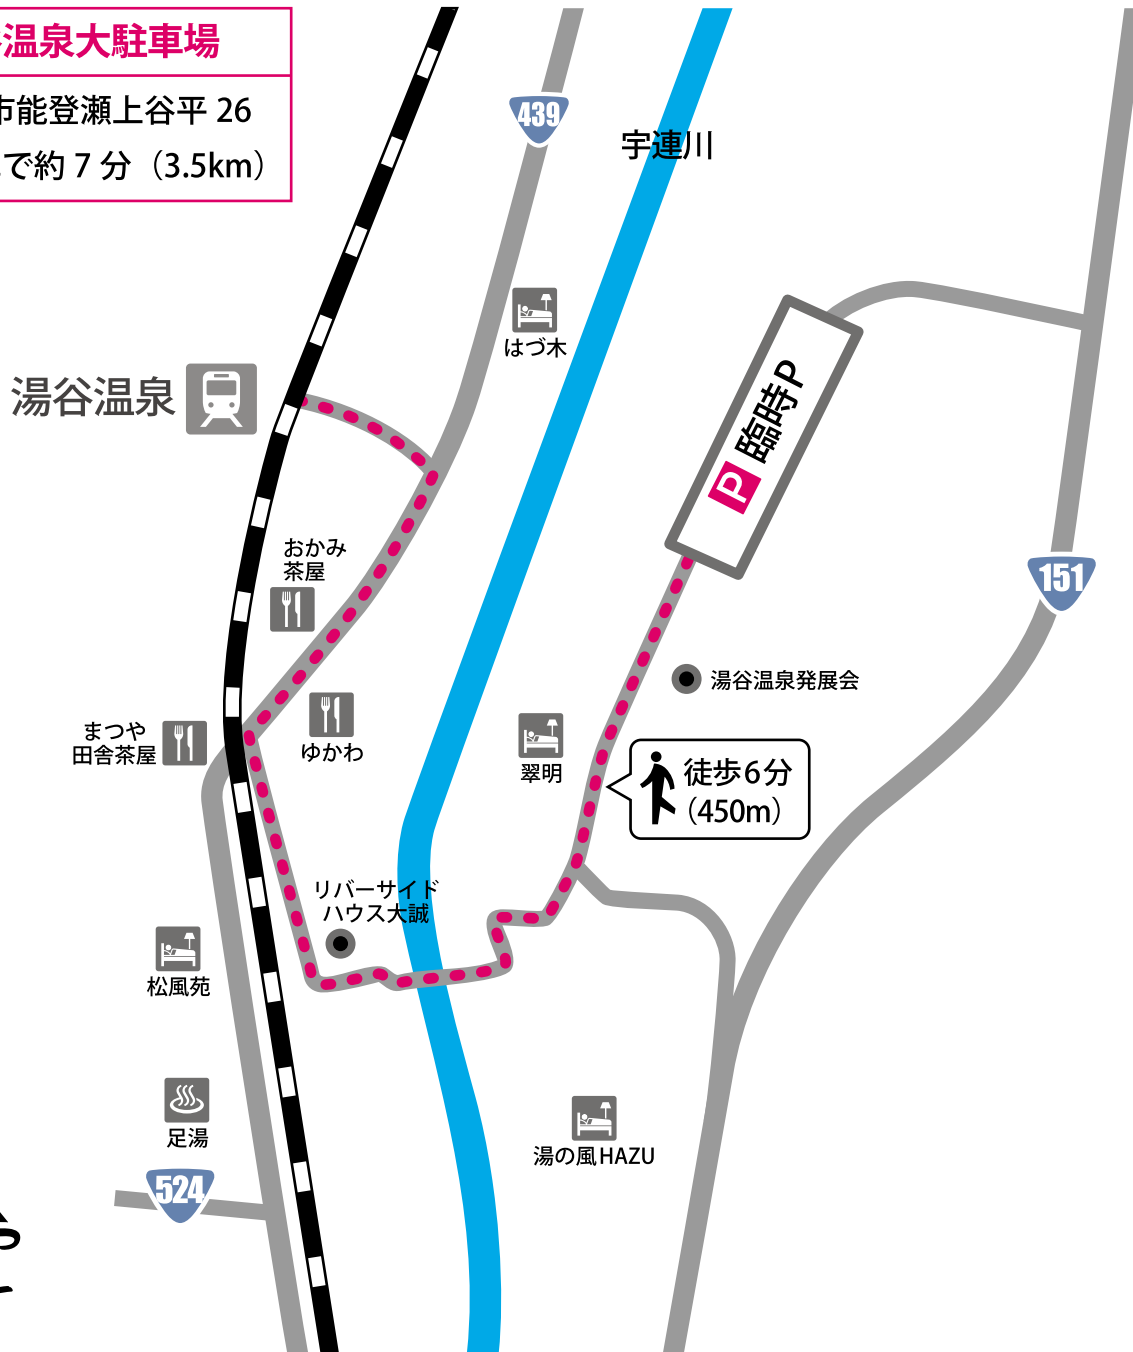 温泉大駐車場
市能登瀬上谷平 26
で約 7 分（3.5km）
439
宇連川
はづ木
湯谷温泉
P 臨時P
おかみ
茶屋
151
湯谷温泉発展会
まつや
田舎茶屋
ゆかわ
翠明
徒歩6分
（450m）
リバーサイド
ハウス大誠
松風苑
足湯
湯の風HAZU
524
ら